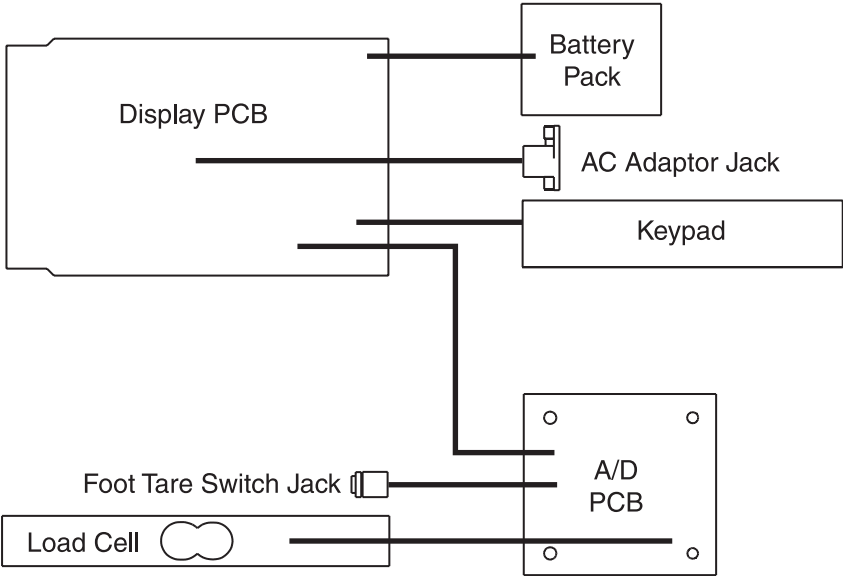 Battery
Pack
Display PCB
AC Adaptor Jack
Keypad
A/D
PCB
Foot Tare Switch Jack
Load Cell